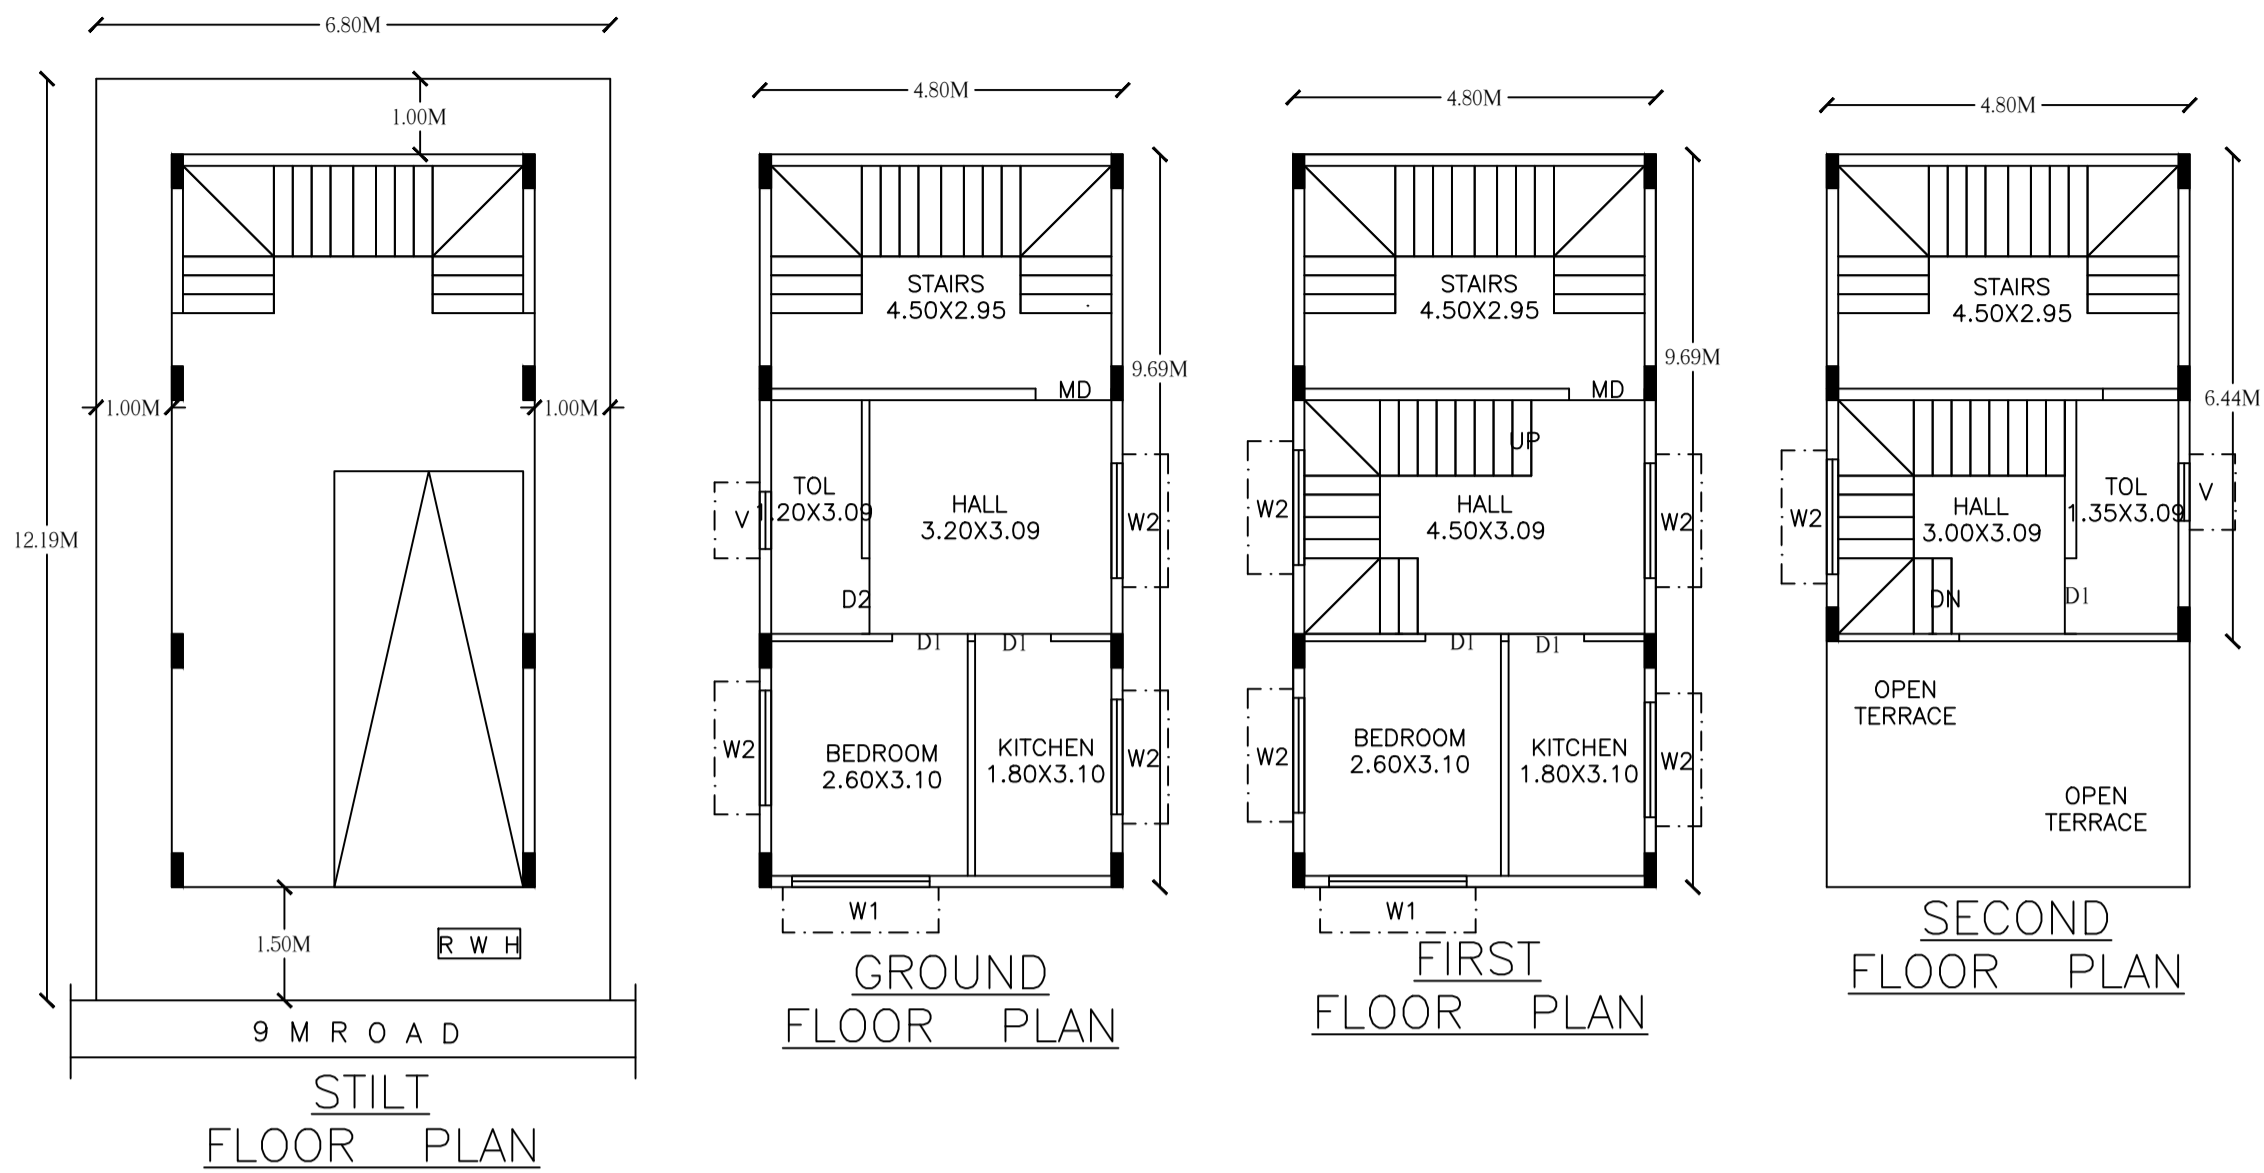 6.80M
1.00M
12.19M
1.00M
1.00M
1.50M
R W H
9 M R O A D
STILT
FLOOR PLAN
4.80M
STAIRS
4.50X2.95
9.69M
MD
TOL
1.20X3.09
V
HALL
3.20X3.09
W2
D2
D1
D1
W2
BEDROOM
2.60X3.10
KITCHEN
1.80X3.10
W2
W1
GROUND
FLOOR PLAN
4.80M
STAIRS
4.50X2.95
9.69M
MD
UP
W2
HALL
4.50X3.09
W2
D1
D1
W2
BEDROOM
2.60X3.10
KITCHEN
1.80X3.10
W2
W1
FIRST
FLOOR PLAN
4.80M
STAIRS
4.50X2.95
6.44M
TOL
1.35X3.09
V
W2
HALL
3.00X3.09
DN
D1
OPEN
TERRACE
OPEN
TERRACE
SECOND
FLOOR PLAN